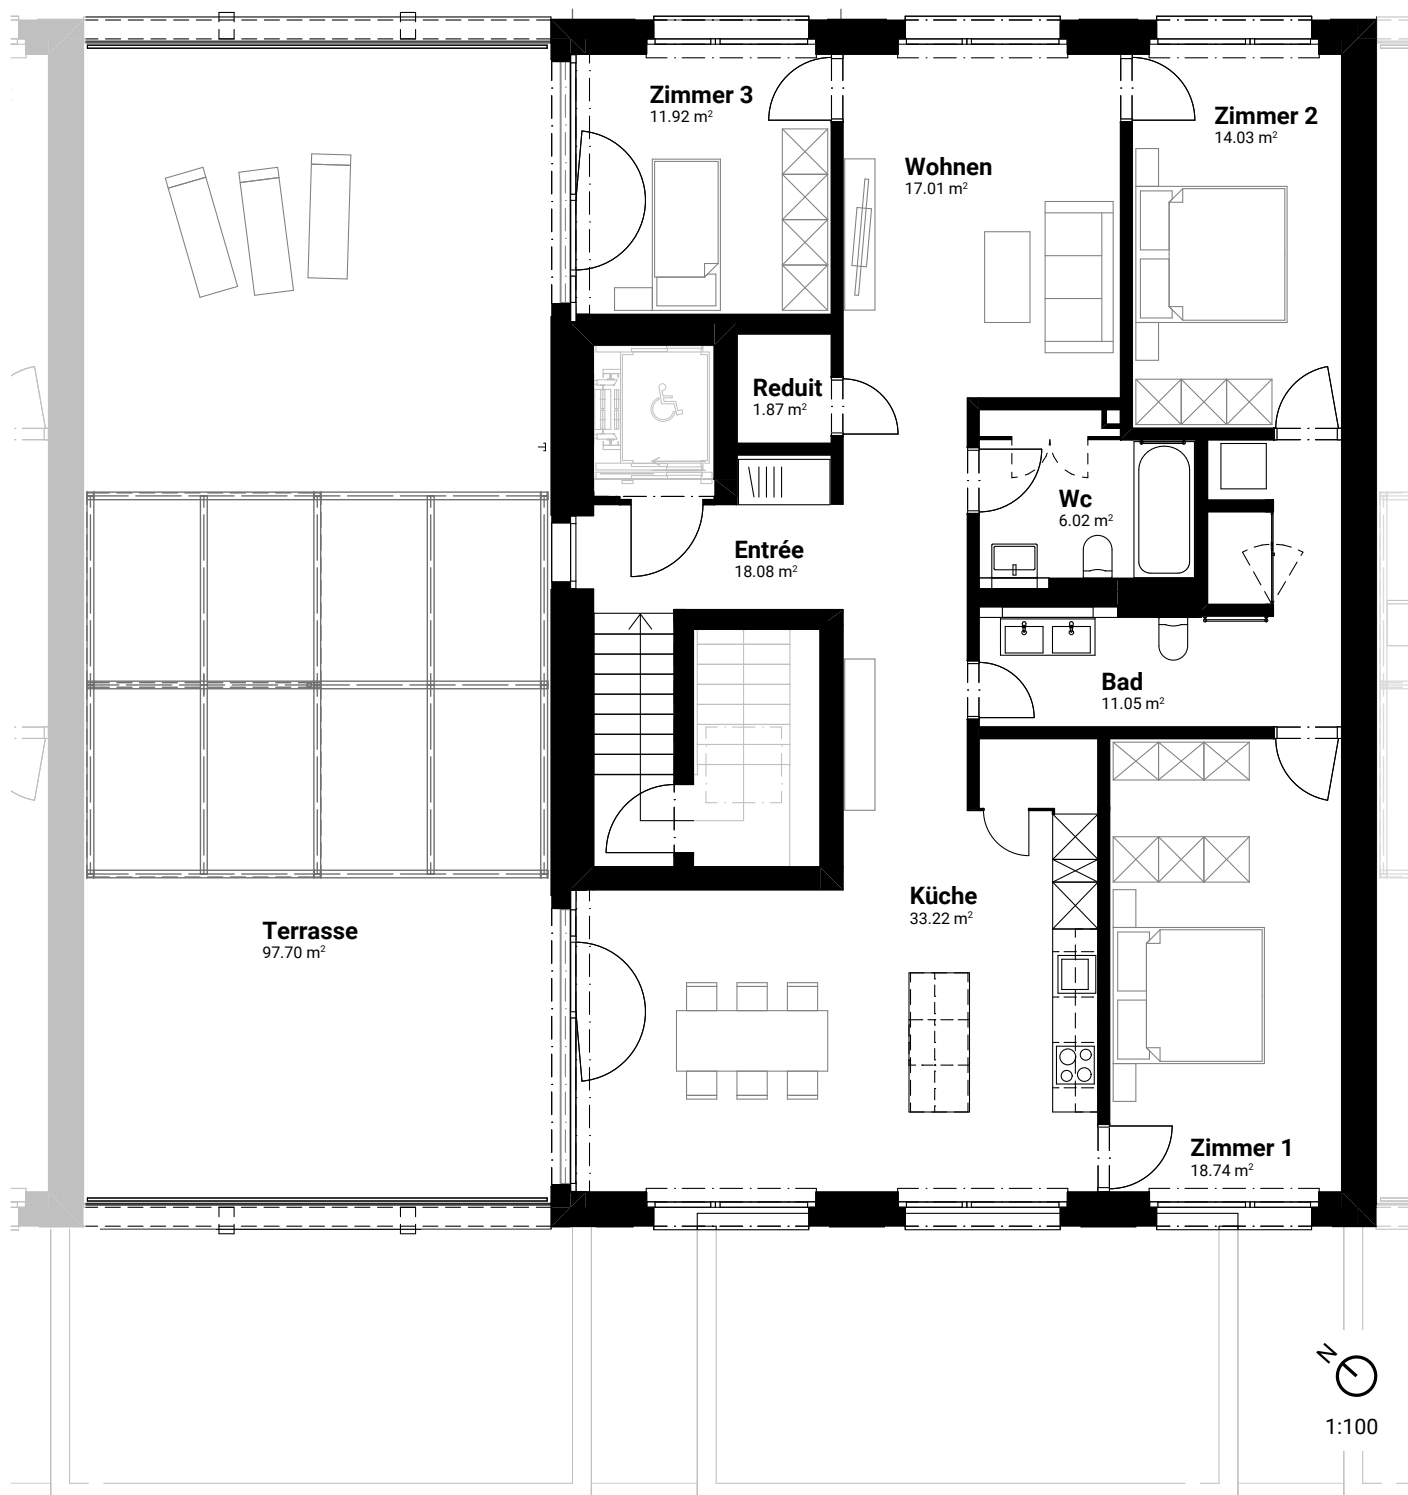 Zimmer 3
11.92 m²
Zimmer 2
14.03 m²
Wohnen
17.01 m²
Reduit
1.87 m²
Wc
6.02 m²
Entrée
18.08 m²
Bad
11.05 m²
Küche
33.22 m²
Terrasse
97.70 m²
Zimmer 1
18.74 m²
N
1:100